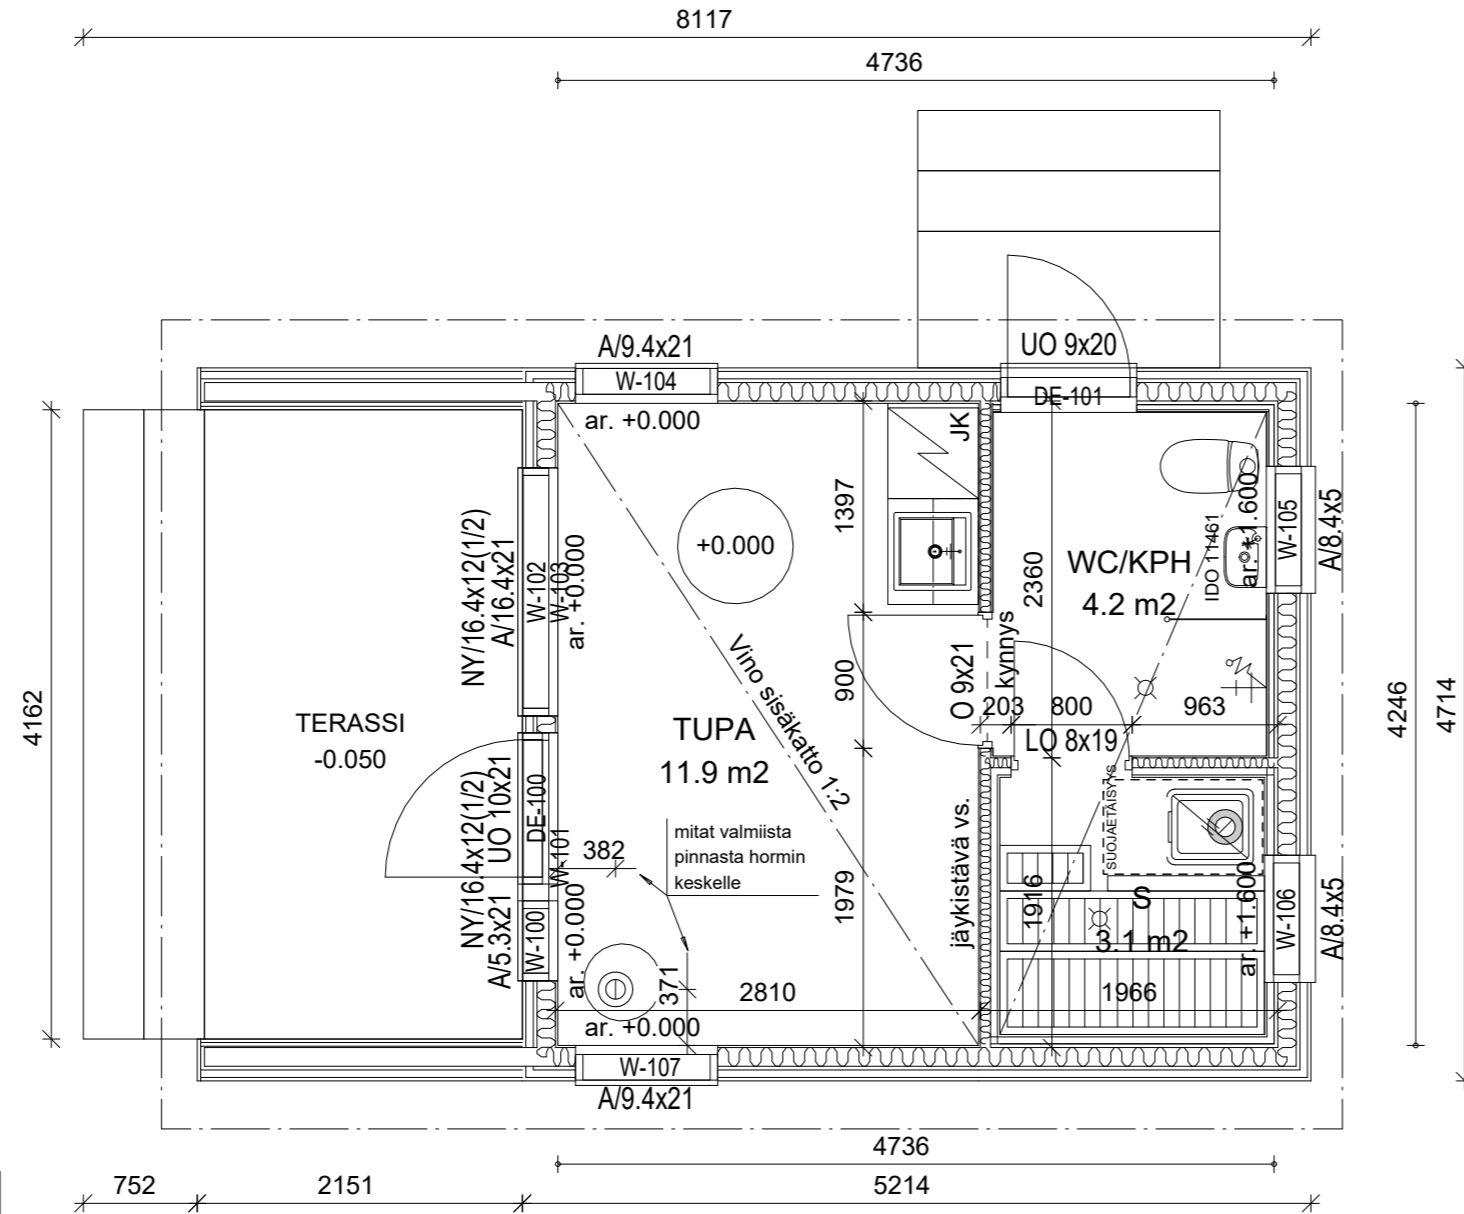 8117
4736
A/9.4x21
W-104
ar. +0.000
UO 9x20
DE-101
JK
1397
+0.000
NY/16.4x12(1/2)
A/16.4x21
W-102
W-103
ar. +0.000
WC/KPH
4.2 m2
2360
IDO 11461
ar. +1.600
W-105
A/8.4x5
4162
TERASSI
-0.050
TUPA
11.9 m2
Vino sisäkatto 1:2
900
O 9x21
kynnys
203
800
963
LO 8x19
4246
4714
NY/16.4x12(1/2)
UO 10x21
DE-100
W-101
A/5.3x21
W-100
ar. +0.000
382
mitat valmiista
pinnasta hormin
keskelle
1979
jäykistävä vs.
SUOJAETÄISYYS
1916
S
3.1 m2
ar. +1.600
W-106
A/8.4x5
371
2810
1966
ar. +0.000
W-107
A/9.4x21
4736
752
2151
5214